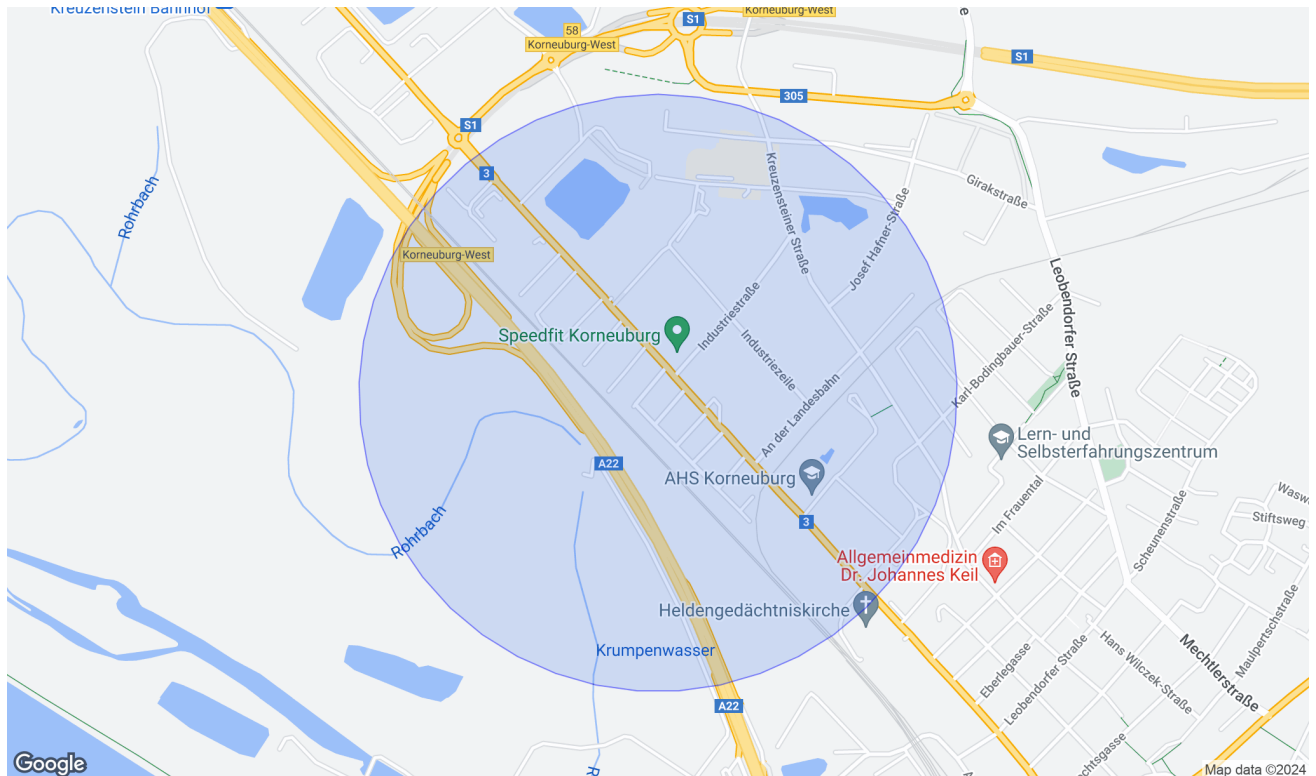 Kreuzenstein Bahnhof
S1
Korneuburg-West
58
Korneuburg-West
S1
305
S1
3
Rohrbach
Korneuburg-West
Kreuzensteiner Straße
Girakstraße
Josef Hafner-Straße
Leobendorfer Straße
Industriestraße
Speedfit Korneuburg
Industriezeile
Karl-Bodingbauer-Straße
An der Landesbahn
Lern- und
Selbsterfahrungszentrum
A22
AHS Korneuburg
3
Im Frauental
Scheunenstraße
Stiftsweg
Rohrbach
Allgemeinmedizin
Dr. Johannes Keil
Heldengedächtniskirche
Krumpenwasser
Eberlegasse
Leobendorfer Straße
Hans Wilczek-Straße
Mechtlerstraße
Maulpertschstraße
A22
Google
Map data ©2024